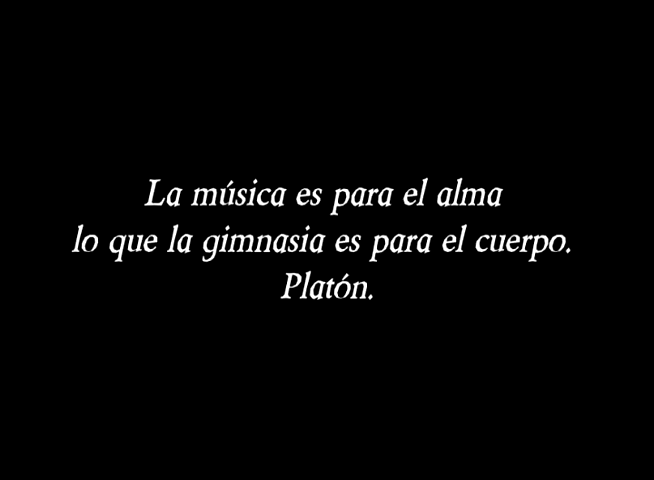 La música es para el alma
lo que la gimnasia es para el cuerpo.
Platón.